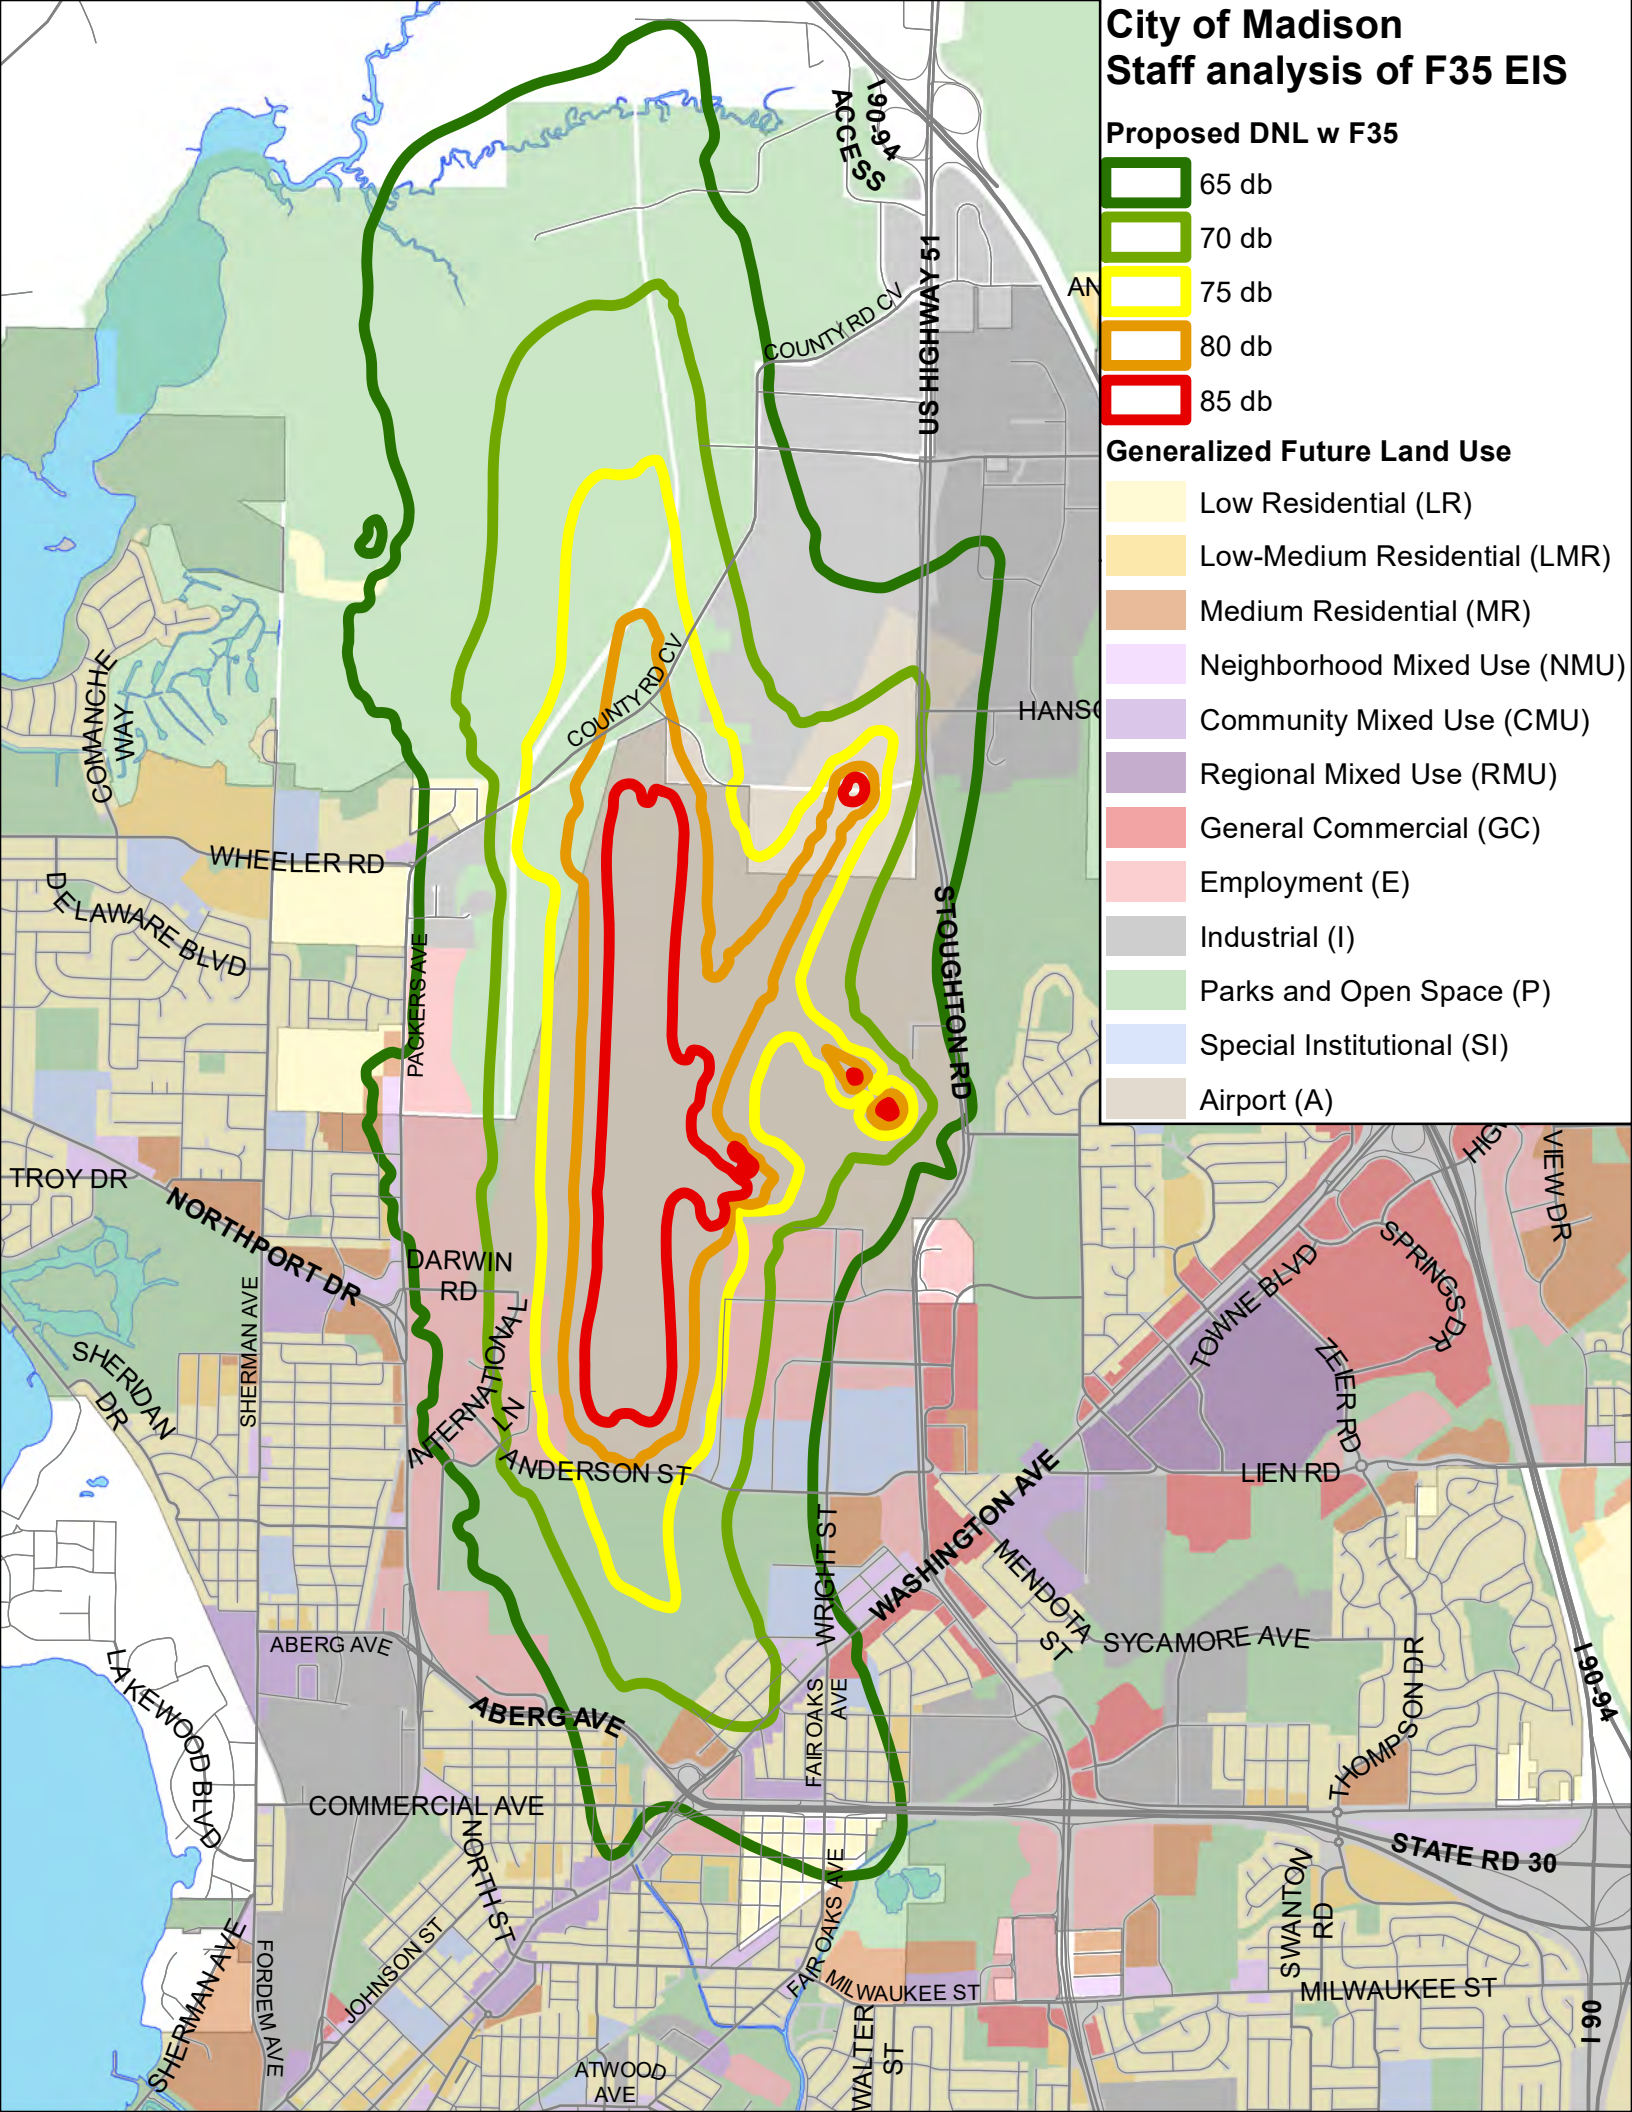 City of Madison
Staff analysis of F35 EIS
Proposed DNL w F35
65 db
70 db
75 db
80 db
85 db
Generalized Future Land Use
Low Residential (LR)
Low-Medium Residential (LMR)
Medium Residential (MR)
Neighborhood Mixed Use (NMU)
Community Mixed Use (CMU)
Regional Mixed Use (RMU)
General Commercial (GC)
Employment (E)
Industrial (I)
Parks and Open Space (P)
Special Institutional (SI)
Airport (A)
I 90-94
ACCESS
US HIGHWAY 51
COUNTY RD CV
AN
COUNTY RD CV
HANSO
COMANCHE
WAY
WHEELER RD
DELAWARE BLVD
PACKERS AVE
STOUGHTON RD
TROY DR
NORTHPORT DR
DARWIN
RD
SHERMAN AVE
INTERNATIONAL
LN
SHERIDAN
DR
ANDERSON ST
HIGH
VIEW DR
SPRINGS
DR
TOWNE BLVD
ZEIER RD
LIEN RD
WASHINGTON AVE
WRIGHT ST
MENDOTA
ST
SYCAMORE AVE
ABERG AVE
LAKEWOOD BLVD
ABERG AVE
FAIR OAKS
AVE
THOMPSON DR
I 90-94
COMMERCIAL AVE
NORTH ST
STATE RD 30
FAIR OAKS AVE
SWANTON
RD
SHERMAN AVE
FORDEM AVE
JOHNSON ST
MILWAUKEE ST
MILWAUKEE ST
WALTER
ST
ATWOOD
AVE
I 90